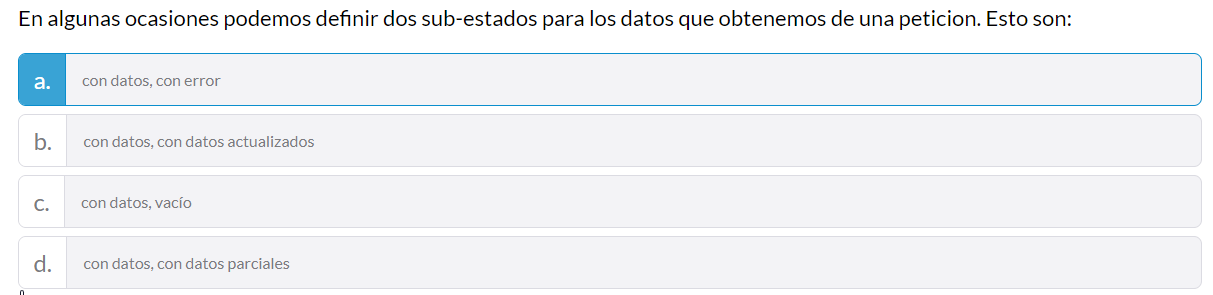 En algunas ocasiones podemos definir dos sub-estados para los datos que obtenemos de una peticion. Esto son:
a. con datos, con error
b. con datos, con datos actualizados
c. con datos, vacío
d. con datos, con datos parciales